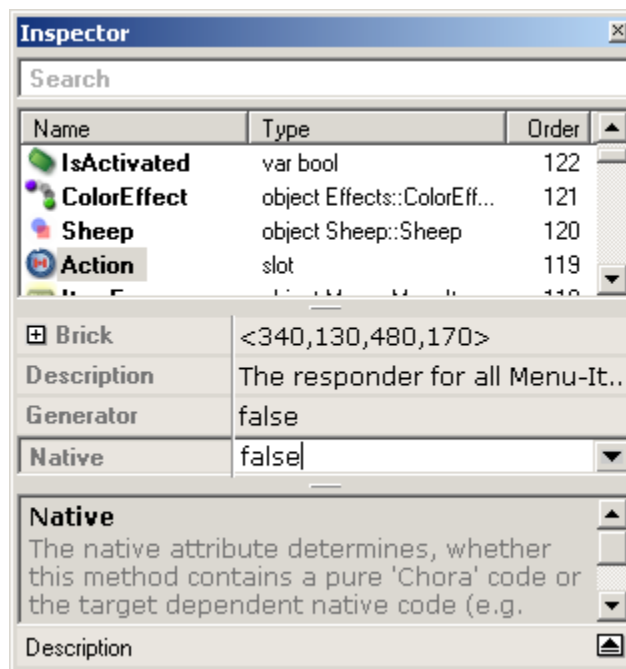 Inspector
Search
Name Type Order
IsActivated var bool 122
ColorEffect object Effects::ColorEff... 121
Sheep object Sheep::Sheep 120
Action slot 119
Brick <340,130,480,170>
Description The responder for all Menu-It..
Generator false
Native false
Native
The native attribute determines, whether
this method contains a pure 'Chora' code or
the target dependent native code (e.g.
Description